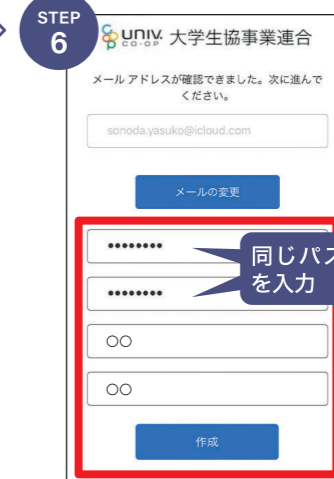 STEP
6
univ.
CO-OP
大学生協事業連合
メール アドレスが確認できました。次に進んで
ください。
sonoda.yasuko@icloud.com
メールの変更
••••••••
同じパス
••••••••
を入力
〇〇
〇〇
作成